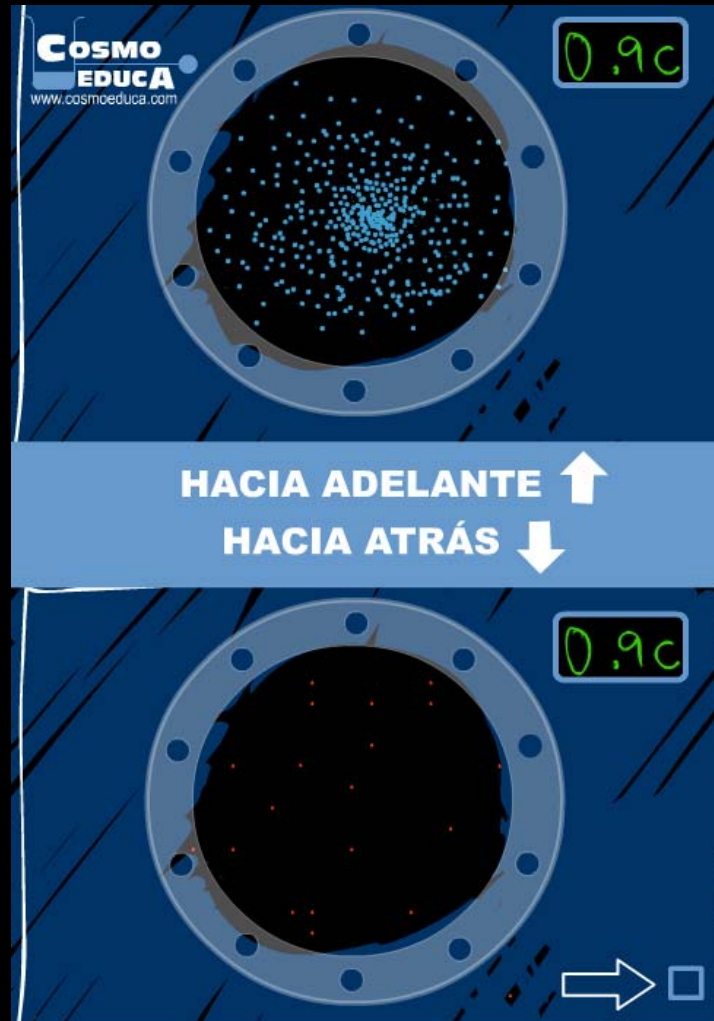 COSMO
EDUCA
www.cosmoeduca.com
0.9c
HACIA ADELANTE
HACIA ATRÁS
0.9c